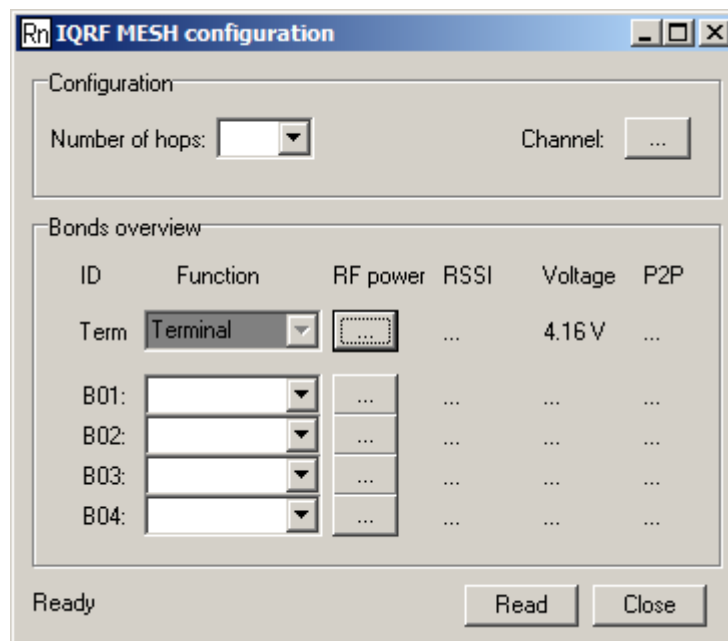 Rn IQRF MESH configuration
Configuration
Number of hops: Channel: ...
Bonds overview
ID Function RF power RSSI Voltage P2P
Term Terminal ... ... 4.16 V ...
B01: ... ... ... ...
B02: ... ... ... ...
B03: ... ... ... ...
B04: ... ... ... ...
Ready Read Close